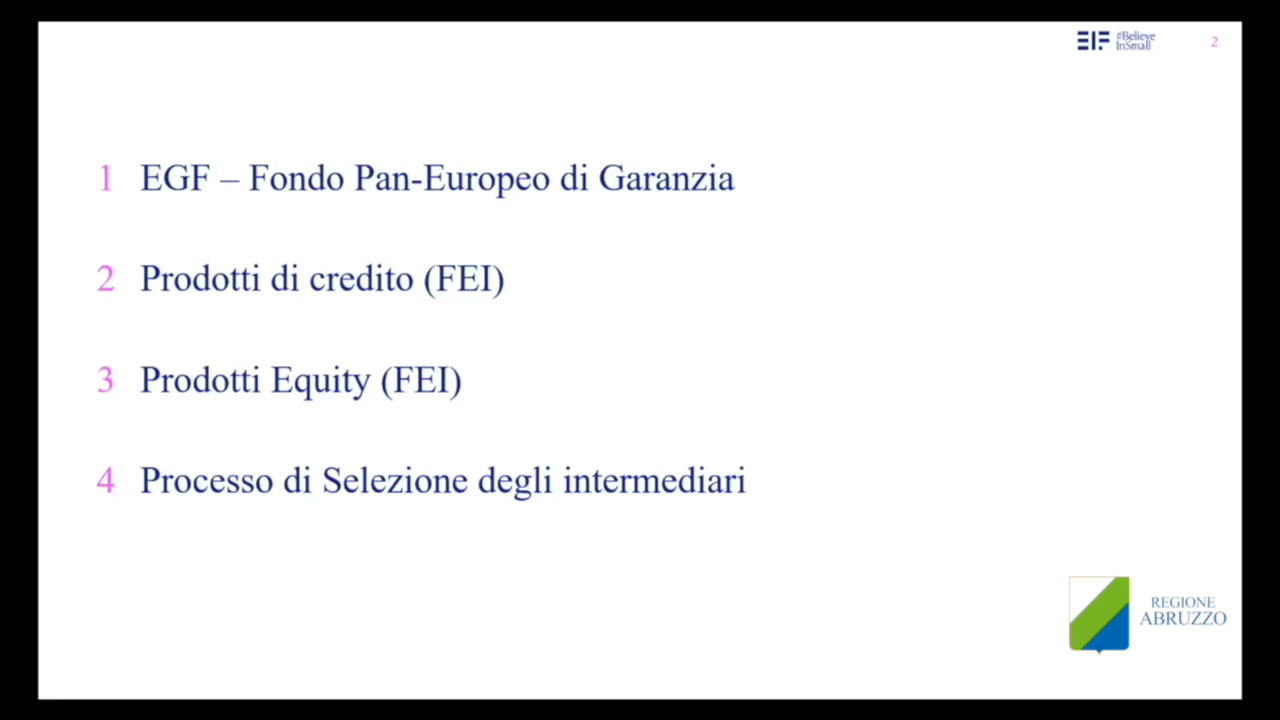 EIF #Believe
InSmall
2
1 EGF – Fondo Pan-Europeo di Garanzia
2 Prodotti di credito (FEI)
3 Prodotti Equity (FEI)
4 Processo di Selezione degli intermediari
REGIONE
ABRUZZO